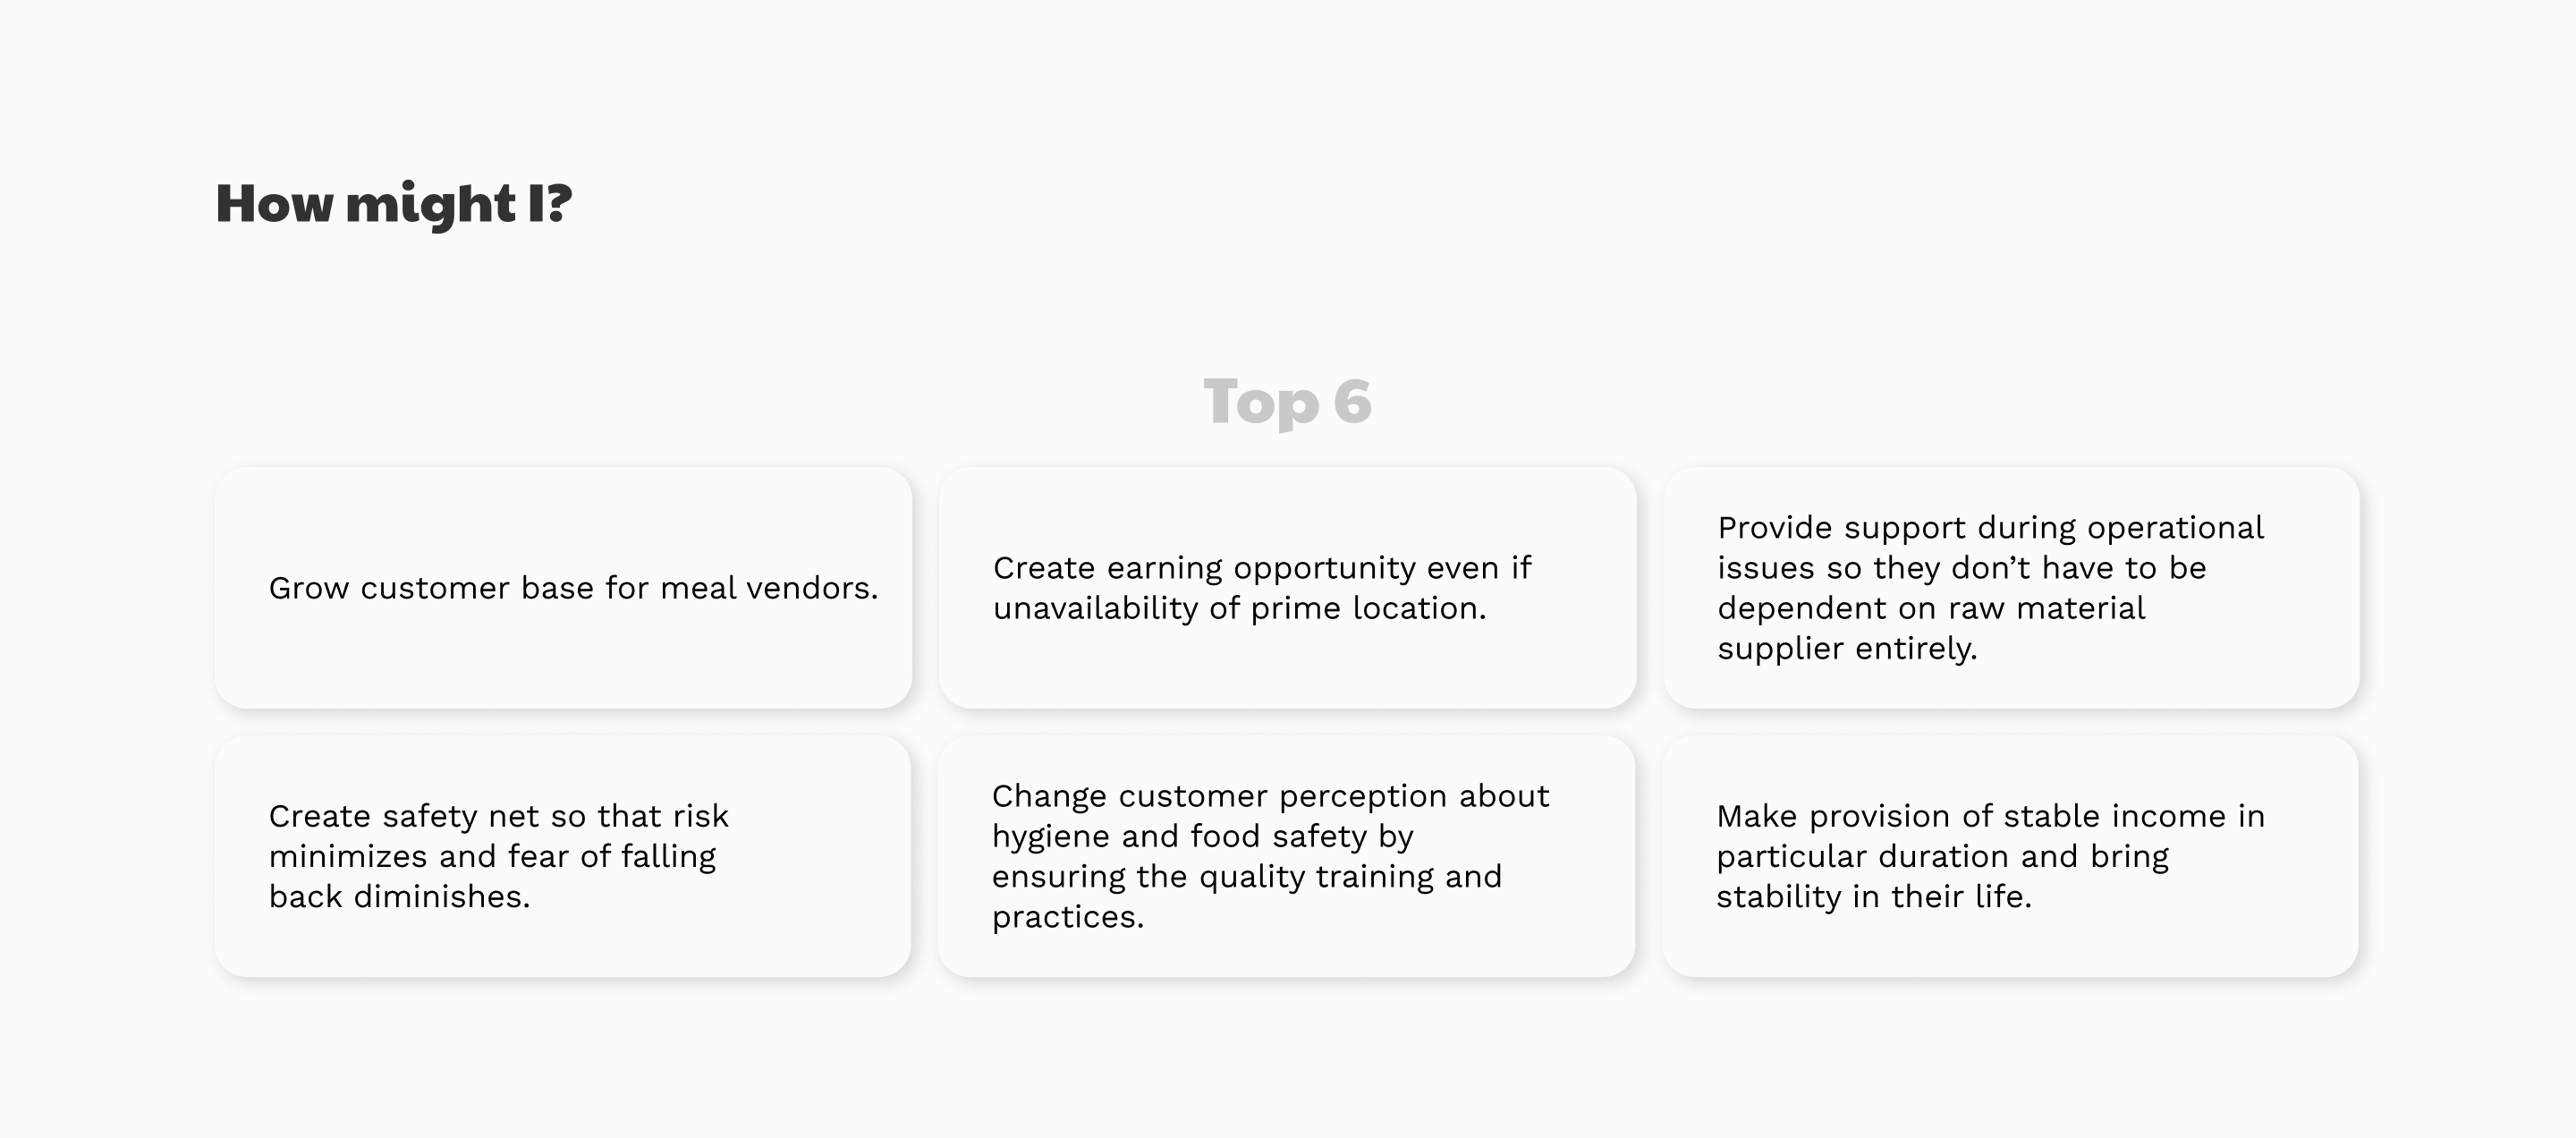 How might I?
Top 6
Grow customer base for meal vendors.
Create earning opportunity even if
unavailability of prime location.
Provide support during operational
issues so they don’t have to be
dependent on raw material
supplier entirely.
Create safety net so that risk
minimizes and fear of falling
back diminishes.
Change customer perception about
hygiene and food safety by
ensuring the quality training and
practices.
Make provision of stable income in
particular duration and bring
stability in their life.